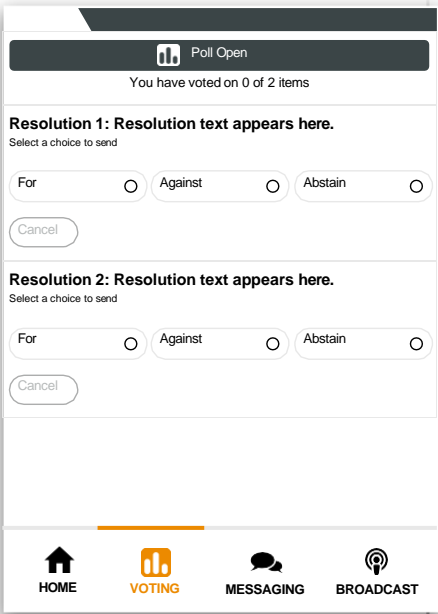 Poll Open
You have voted on 0 of 2 items
Resolution 1: Resolution text appears here.
Select a choice to send
For Against Abstain
Cancel
Resolution 2: Resolution text appears here.
Select a choice to send
For Against Abstain
Cancel
HOME VOTING MESSAGING BROADCAST